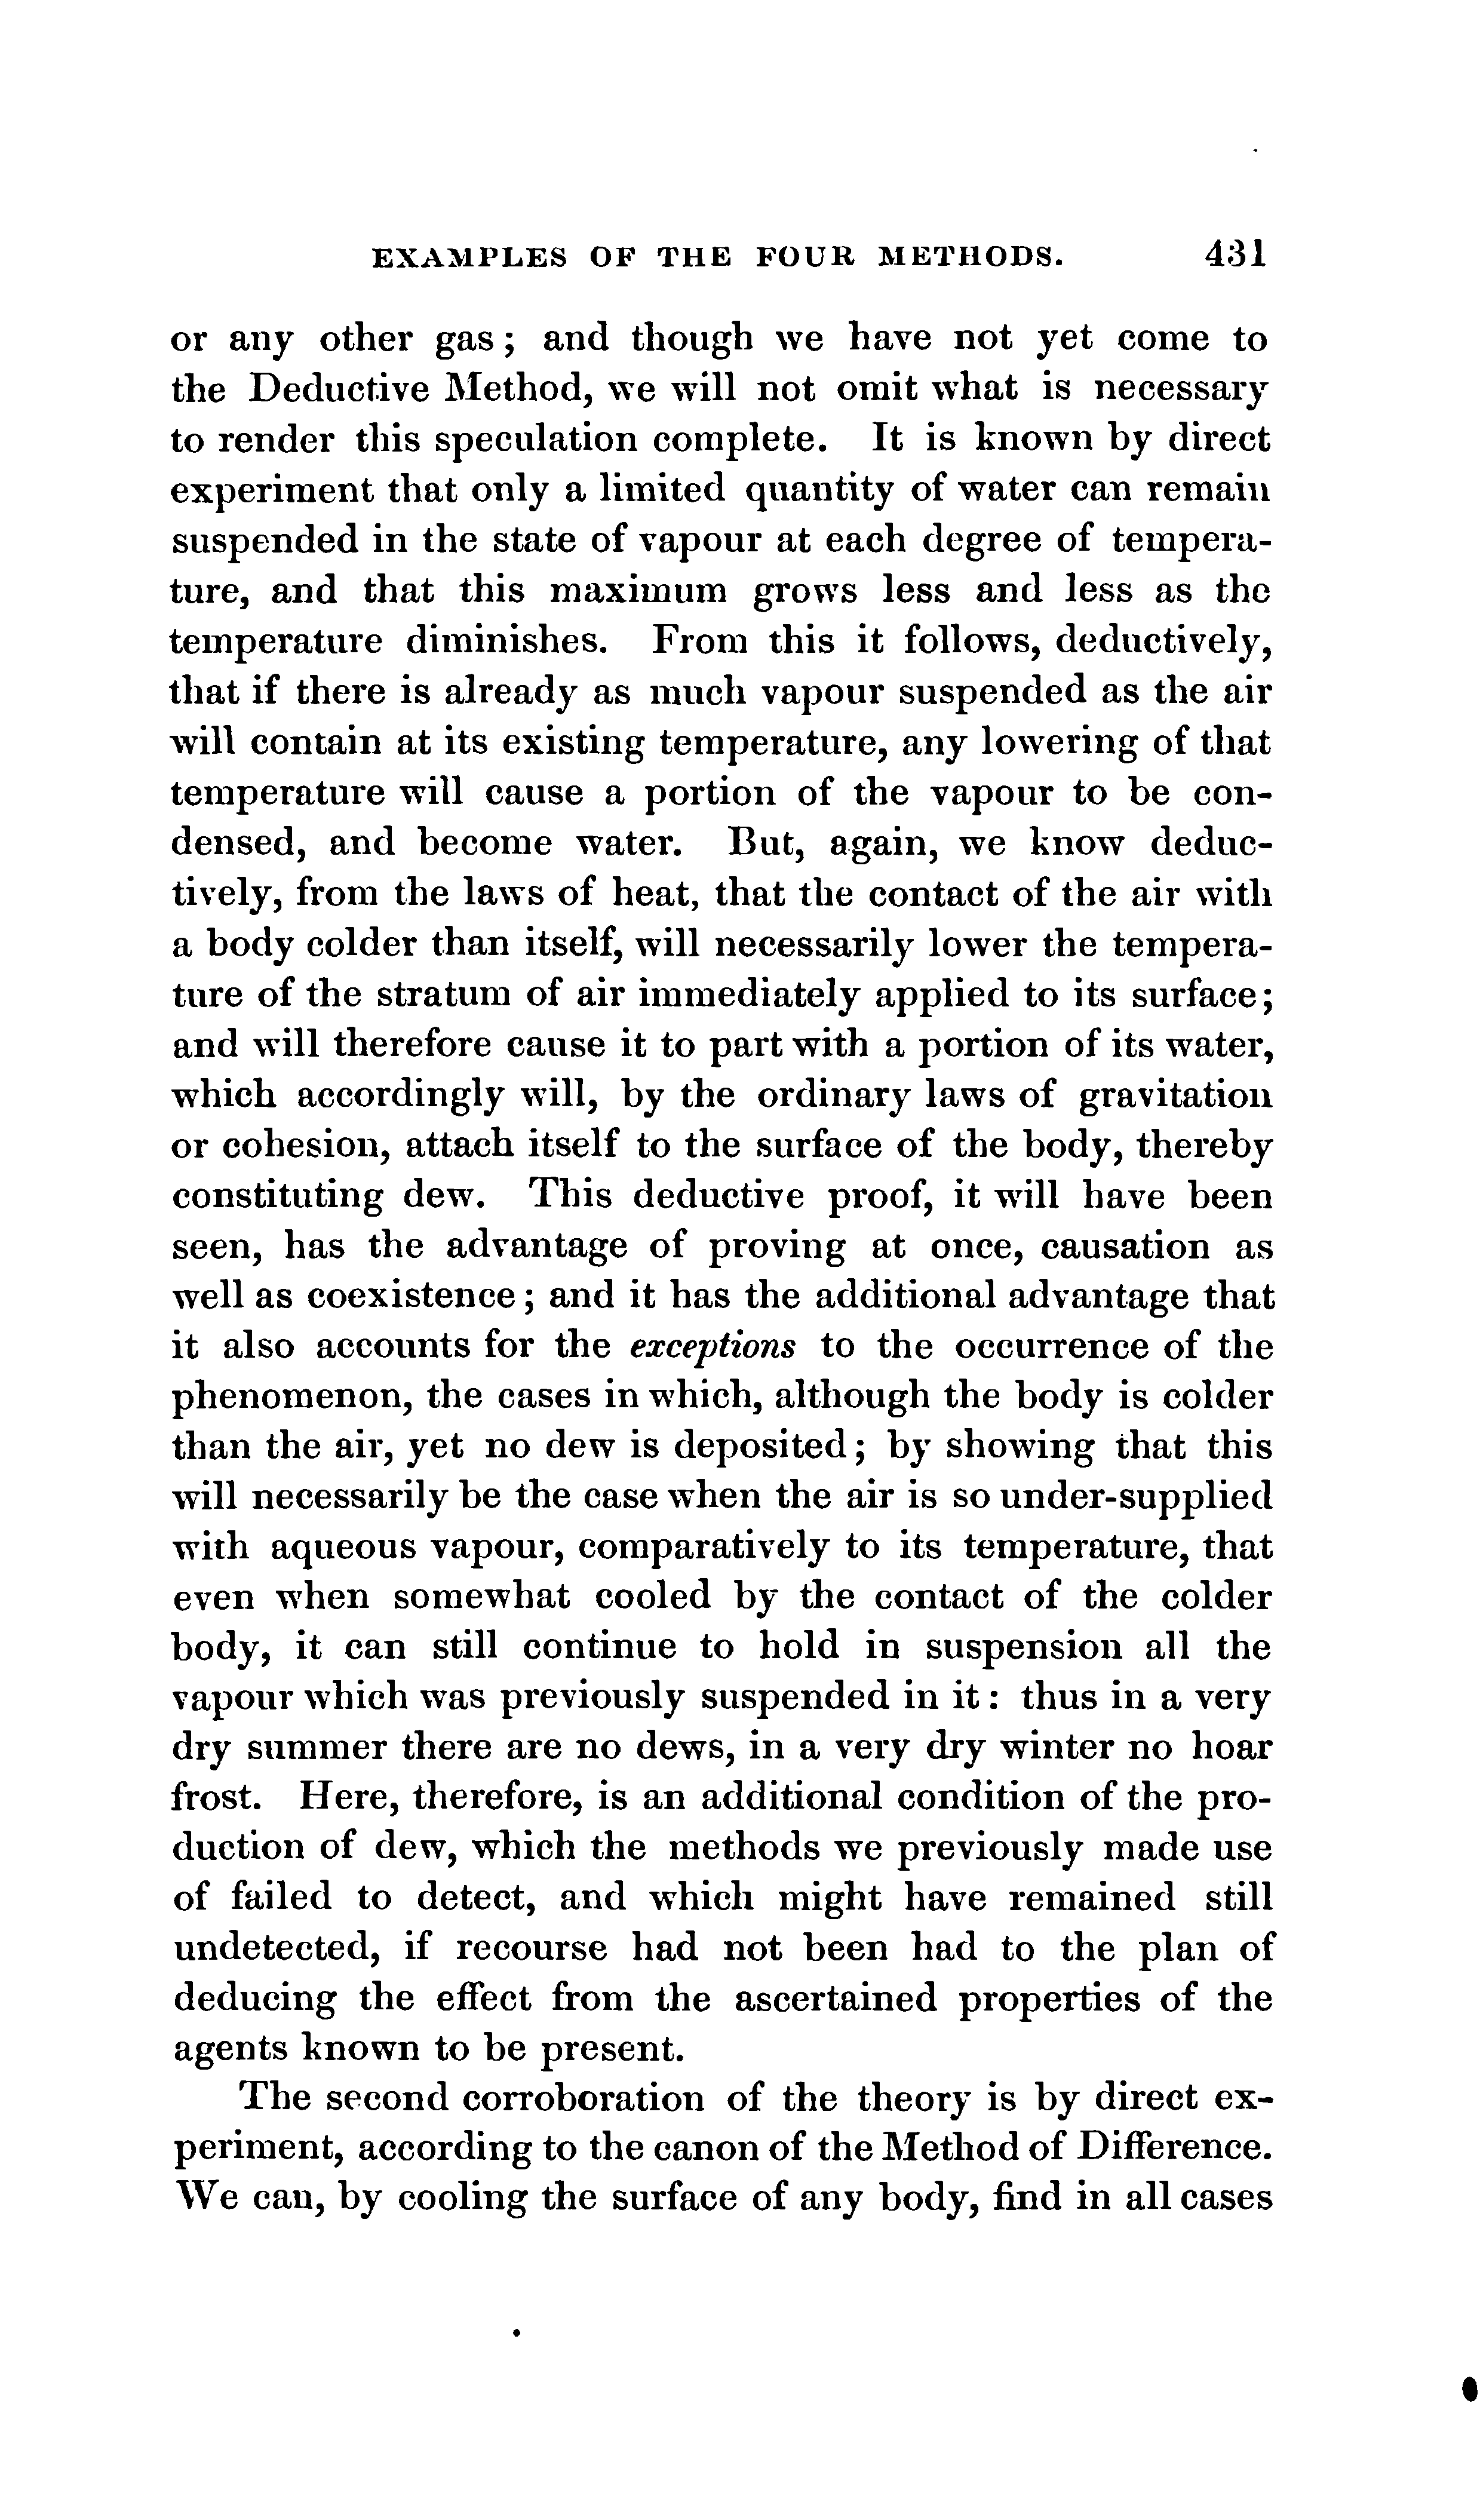 EXAMPLES OF THE FOUR METHODS. 431
or any other gas; and though we have not yet come to
the Deductive Method, we will not omit what is necessary
to render this speculation complete. It is known by direct
experiment that only a limited quantity of water can remain
suspended in the state of vapour at each degree of tempera-
ture, and that this maximum grows less and less as the
temperature diminishes. From this it follows, deductively,
that if there is already as much vapour suspended as the air
will contain at its existing temperature, any lowering of that
temperature will cause a portion of the vapour to be con-
densed, and become water. But, again, we know deduc-
tively, from the laws of heat, that the contact of the air with
a body colder than itself, will necessarily lower the tempera-
ture of the stratum of air immediately applied to its surface;
and will therefore cause it to part with a portion of its water,
which accordingly will, by the ordinary laws of gravitation
or cohesion, attach itself to the surface of the body, thereby
constituting dew. This deductive proof, it will have been
seen, has the advantage of proving at once, causation as
well as coexistence; and it has the additional advantage that
it also accounts for the exceptions to the occurrence of the
phenomenon, the cases in which, although the body is colder
than the air, yet no dew is deposited; by showing that this
will necessarily be the case when the air is so under-supplied
with aqueous vapour, comparatively to its temperature, that
even when somewhat cooled by the contact of the colder
body, it can still continue to hold in suspension all the
vapour which was previously suspended in it: thus in a very
dry summer there are no dews, in a very dry winter no hoar
frost. Here, therefore, is an additional condition of the pro-
duction of dew, which the methods we previously made use
of failed to detect, and which might have remained still
undetected, if recourse had not been had to the plan of
deducing the effect from the ascertained properties of the
agents known to be present.
The second corroboration of the theory is by direct ex-
periment, according to the canon of the Method of Difference.
We can, by cooling the surface of any body, find in all cases